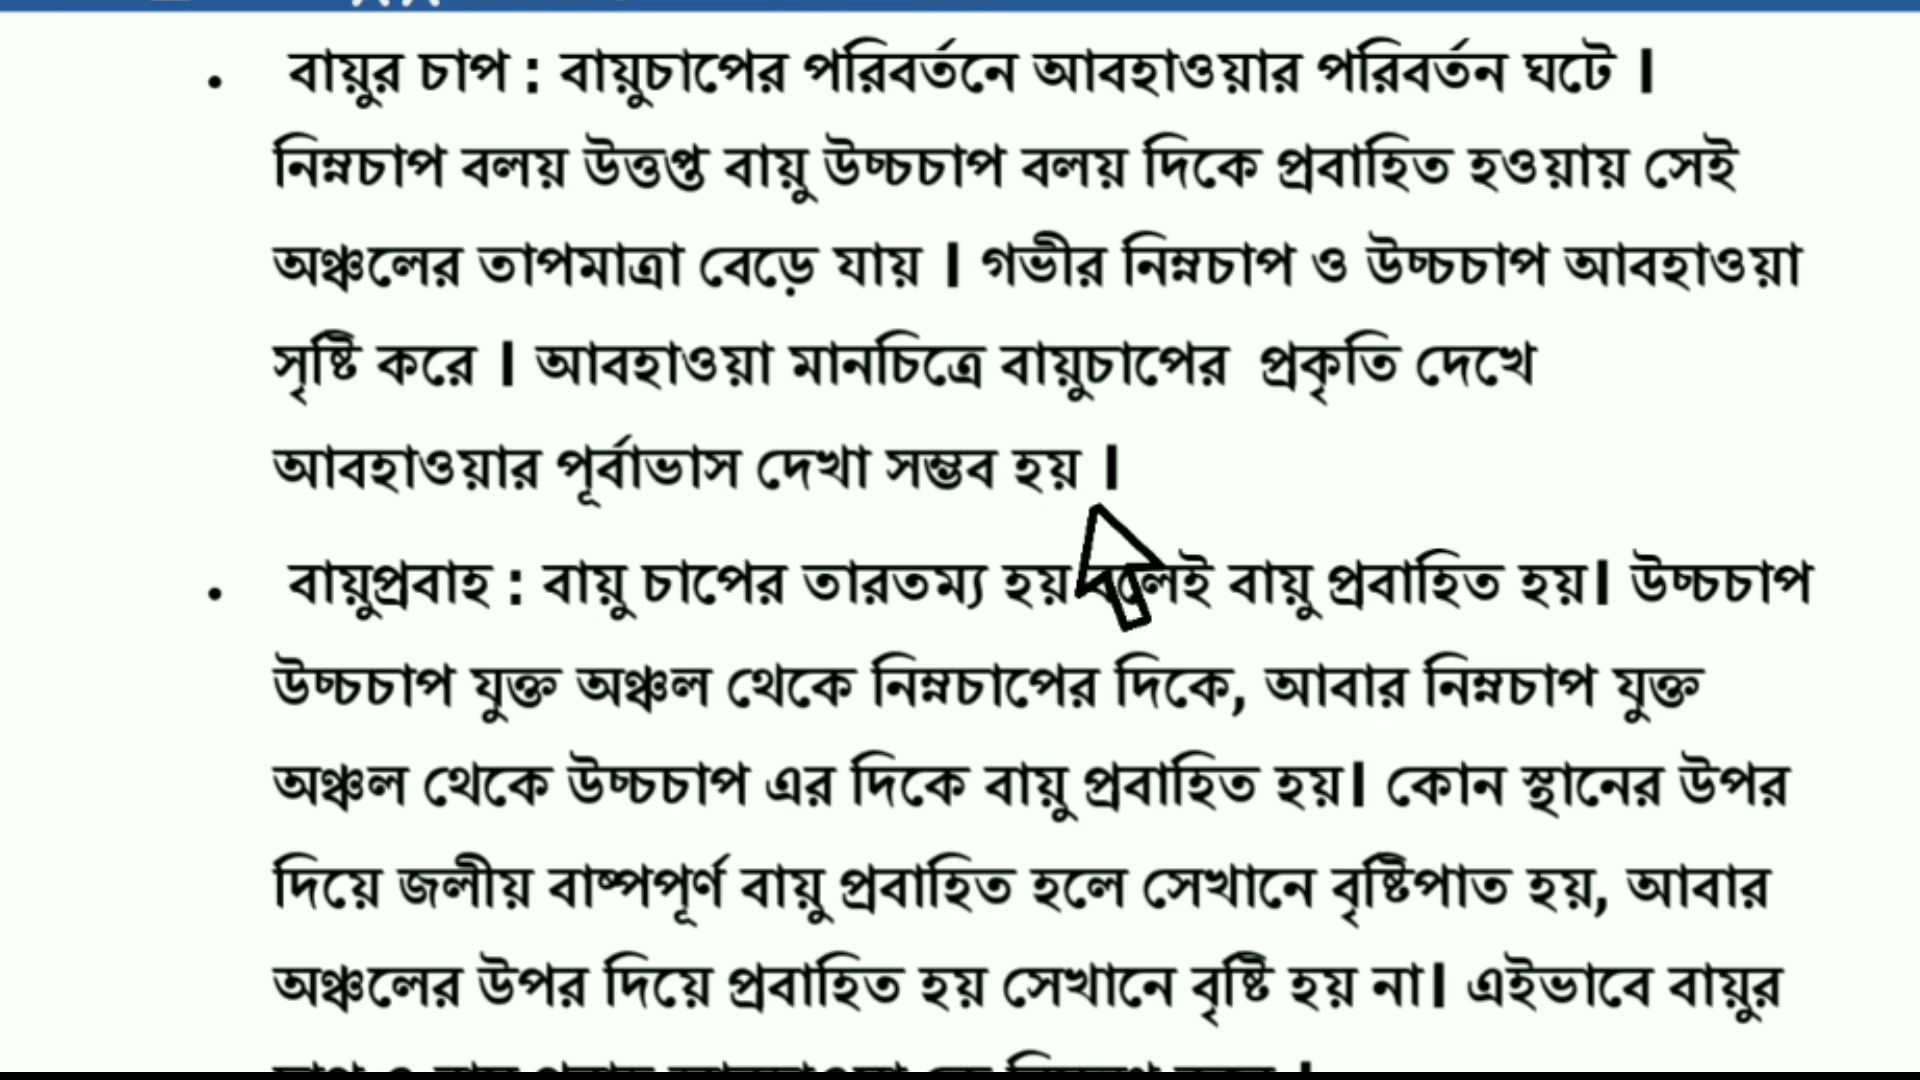 • বায়ুর চাপ : বায়ুচাপের পরিবর্তনে আবহাওয়ার পরিবর্তন ঘটে ।
নিম্নচাপ বলয় উত্তপ্ত বায়ু উচ্চচাপ বলয় দিকে প্রবাহিত হওয়ায় সেই
অঞ্চলের তাপমাত্রা বেড়ে যায় । গভীর নিম্নচাপ ও উচ্চচাপ আবহাওয়া
সৃষ্টি করে । আবহাওয়া মানচিত্রে বায়ুচাপের প্রকৃতি দেখে
আবহাওয়ার পূর্বাভাস দেখা সম্ভব হয় ।
• বায়ুপ্রবাহ : বায়ু চাপের তারতম্য হয় বলেই বায়ু প্রবাহিত হয়। উচ্চচাপ
উচ্চচাপ যুক্ত অঞ্চল থেকে নিম্নচাপের দিকে, আবার নিম্নচাপ যুক্ত
অঞ্চল থেকে উচ্চচাপ এর দিকে বায়ু প্রবাহিত হয়। কোন স্থানের উপর
দিয়ে জলীয় বাষ্পপূর্ণ বায়ু প্রবাহিত হলে সেখানে বৃষ্টিপাত হয়, আবার
অঞ্চলের উপর দিয়ে প্রবাহিত হয় সেখানে বৃষ্টি হয় না। এইভাবে বায়ুর